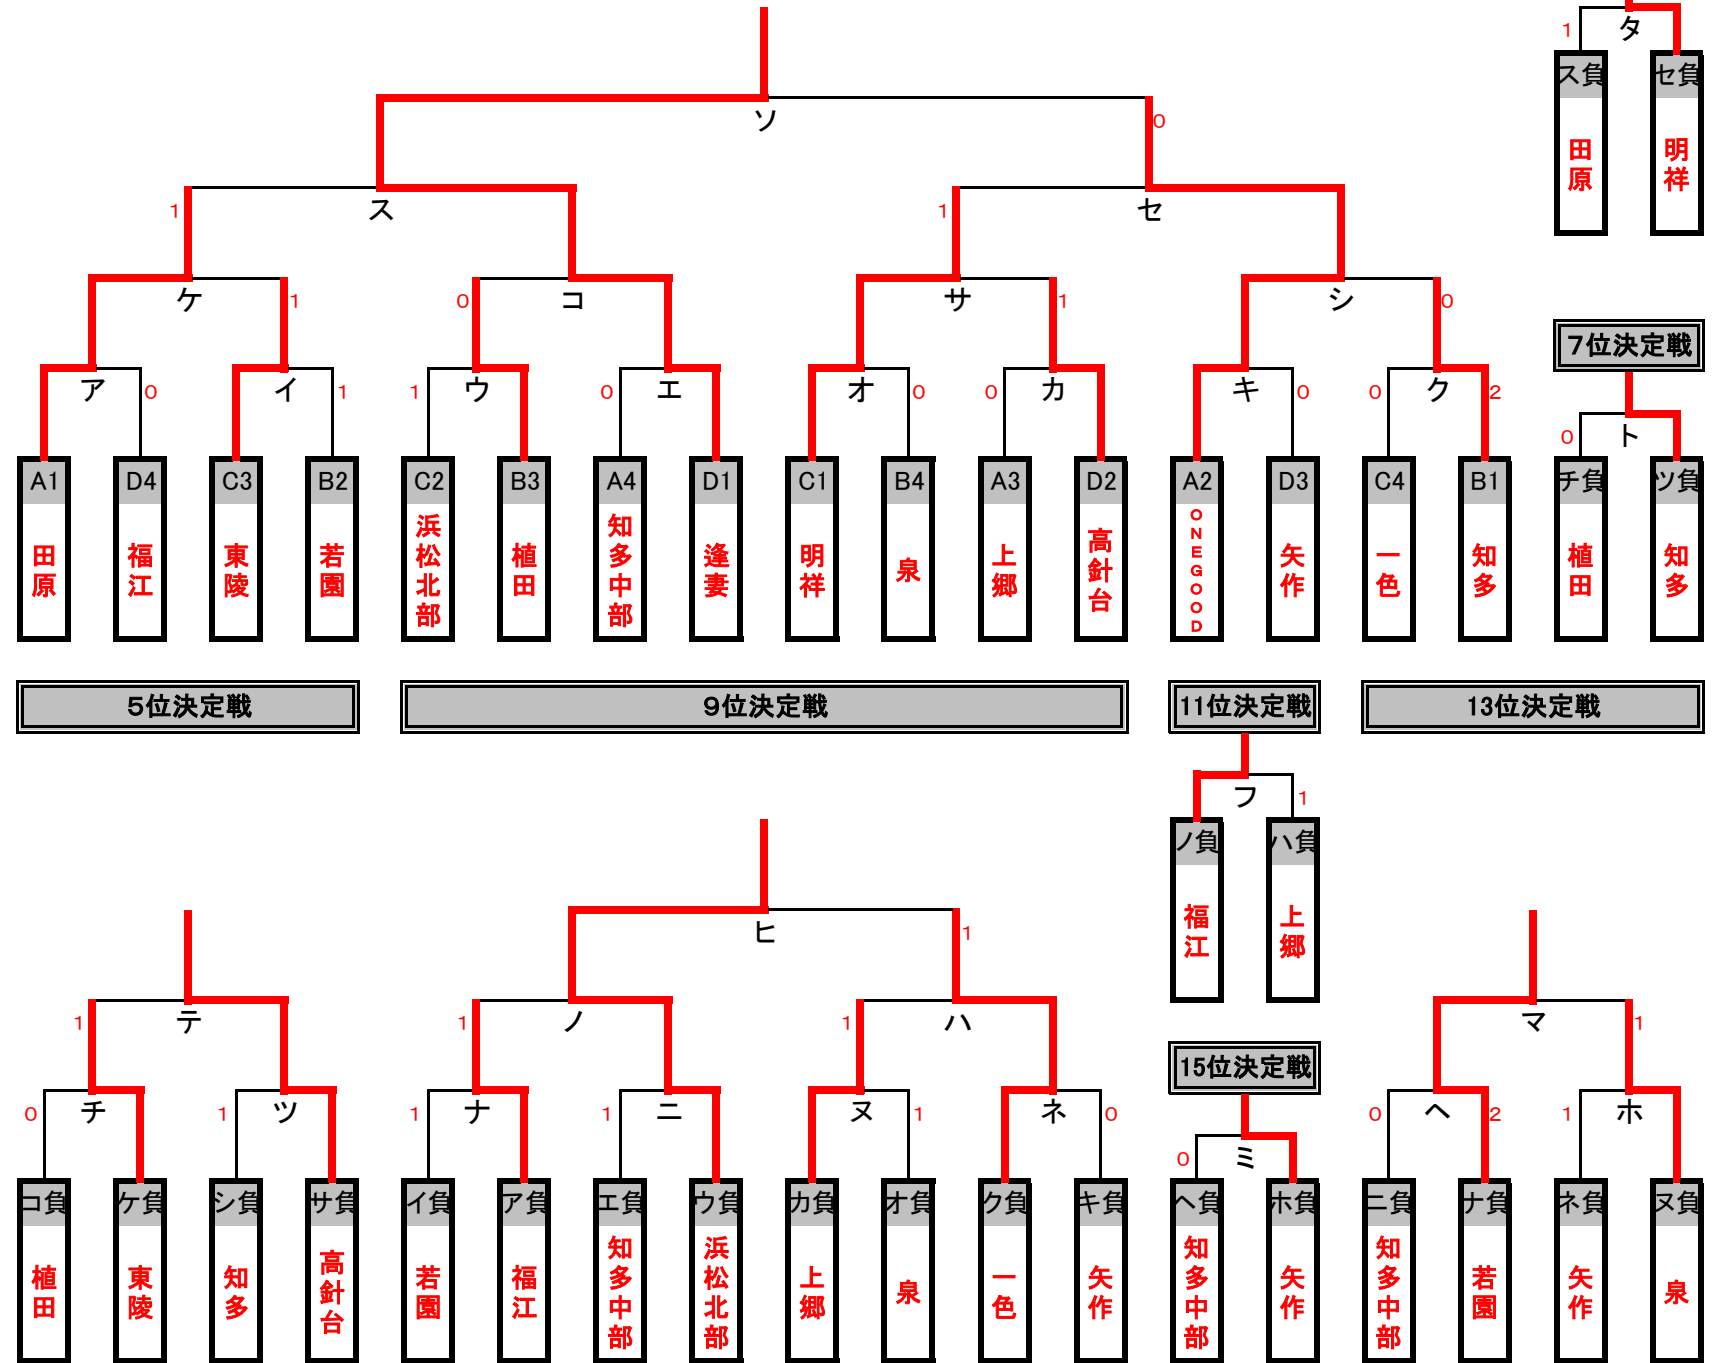 タ
1
ス負 セ負
田原 明祥
ソ
0
ス セ
1 1
ケ コ サ シ
1 0 1 0
7位決定戦
ア イ ウ エ オ カ キ ク
0 1 1 0 0 0 0 0 2
ト
0
A1 D4 C3 B2 C2 B3 A4 D1 C1 B4 A3 D2 A2 D3 C4 B1 チ負 ツ負
田原 福江 東陵 若園 浜松北部 植田 知多中部 逢妻 明祥 泉 上郷 高針台 ONEGOOD 矢作 一色 知多 植田 知多
5位決定戦 9位決定戦 11位決定戦 13位決定戦
フ
1
ノ負 ハ負
福江 上郷
ヒ
1
テ ノ ハ マ
1 1 1 1
15位決定戦
チ ツ ナ ニ ヌ ネ ヘ ホ
0 1 1 1 1 0 0 2 1
ミ
0
コ負 ケ負 シ負 サ負 イ負 ア負 エ負 ウ負 カ負 オ負 ク負 キ負 ヘ負 ホ負 ニ負 ナ負 ネ負 ヌ負
植田 東陵 知多 高針台 若園 福江 知多中部 浜松北部 上郷 泉 一色 矢作 知多中部 矢作 知多中部 若園 矢作 泉